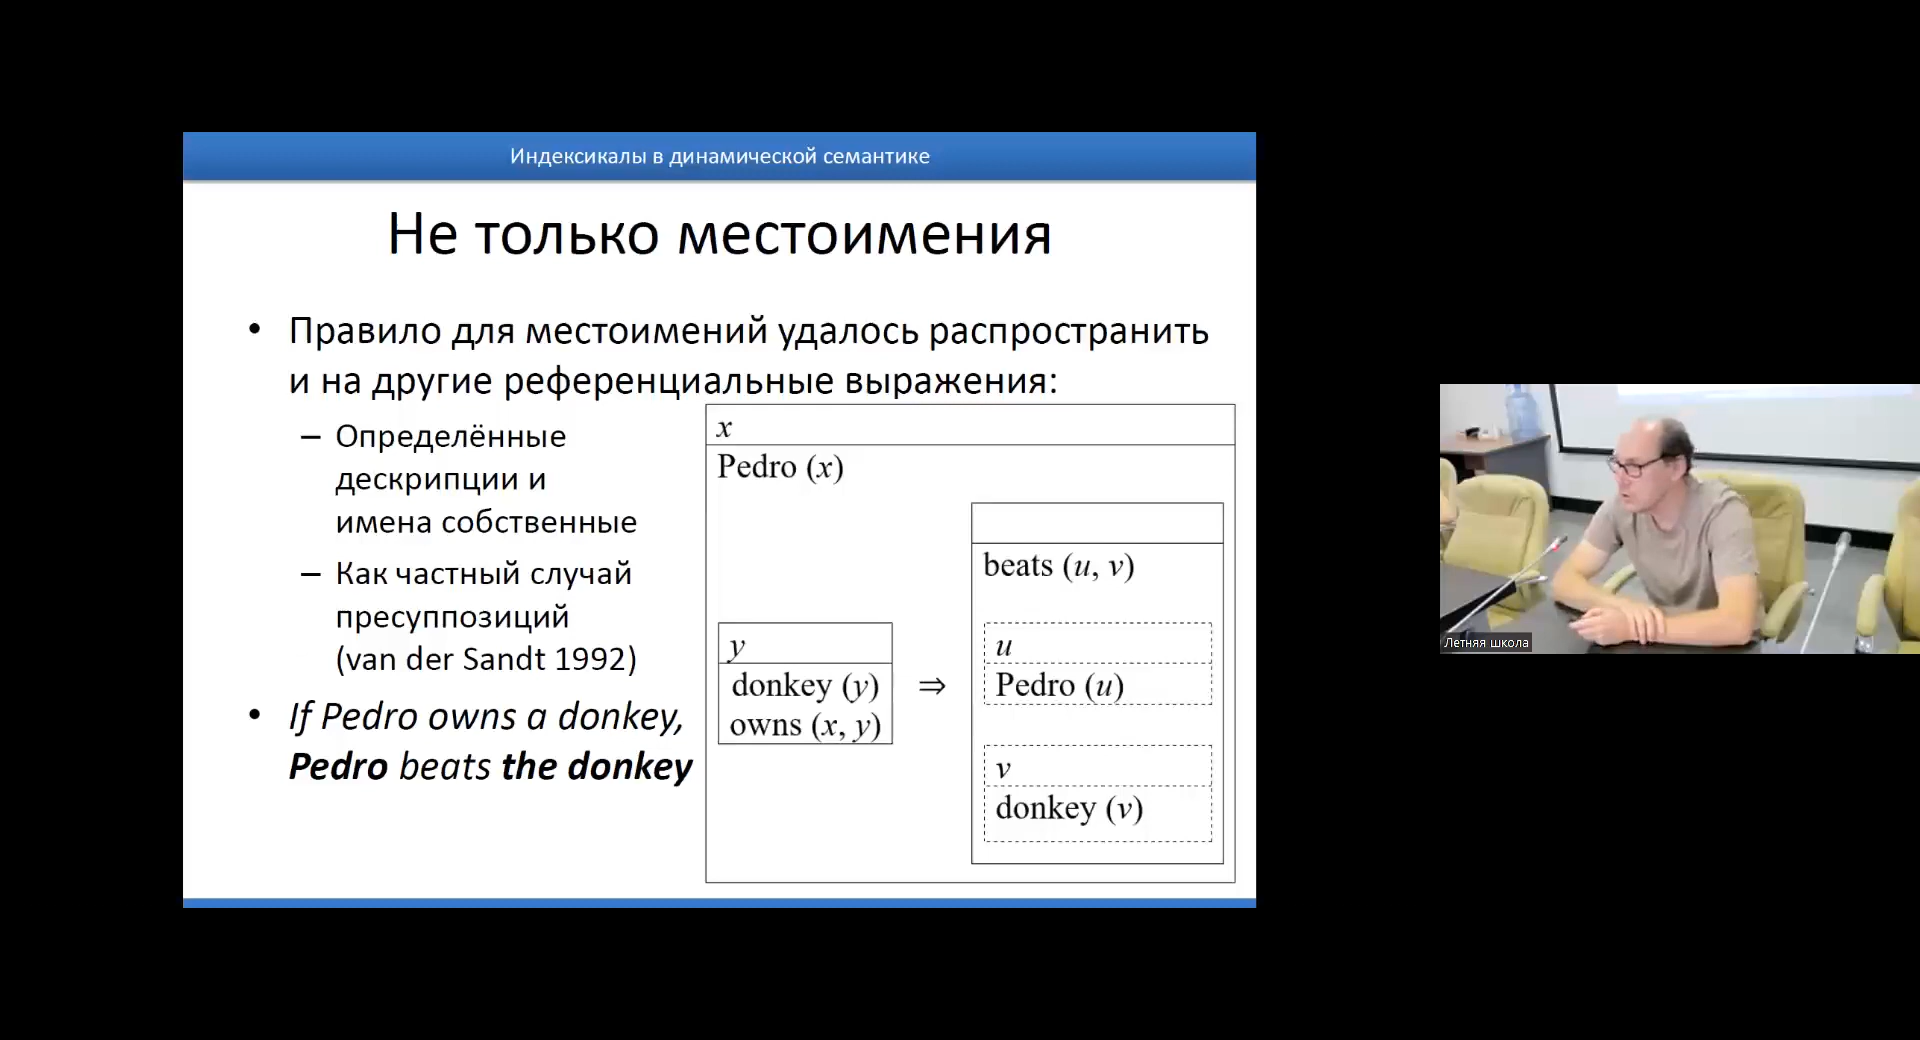 Индексикалы в динамической семантике
Не только местоимения
• Правило для местоимений удалось распространить
и на другие референциальные выражения:
– Определённые
дескрипции и
имена собственные
– Как частный случай
пресуппозиций
(van der Sandt 1992)
• If Pedro owns a donkey,
Pedro beats the donkey
x
Pedro (x)
y
donkey (y)
owns (x, y)
⇒
beats (u, v)
u
Pedro (u)
v
donkey (v)
Летняя школа